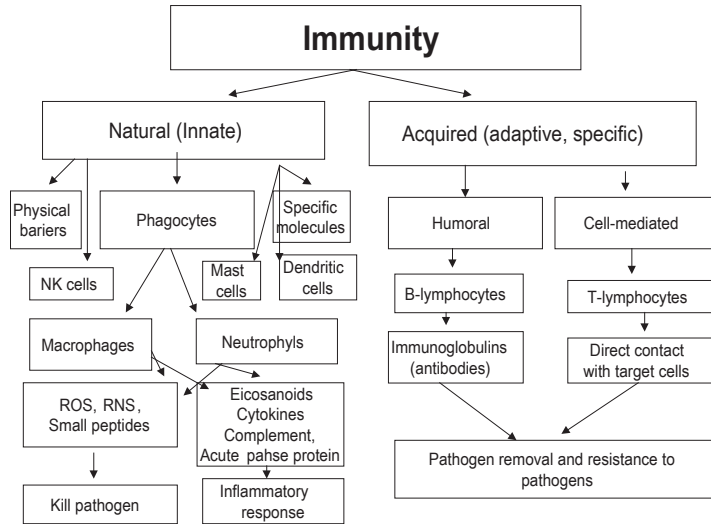 Immunity
Natural (Innate)
Acquired (adaptive, specific)
Physical
bariers
Phagocytes
Specific
molecules
Humoral
Cell-mediated
NK cells
Mast
cells
Dendritic
cells
B-lymphocytes
T-lymphocytes
Macrophages
Neutrophyls
Immunoglobulins
(antibodies)
Direct contact
with target cells
ROS, RNS,
Small peptides
Eicosanoids
Cytokines
Complement,
Acute pahse protein
Pathogen removal and resistance to
pathogens
Kill pathogen
Inflammatory
response